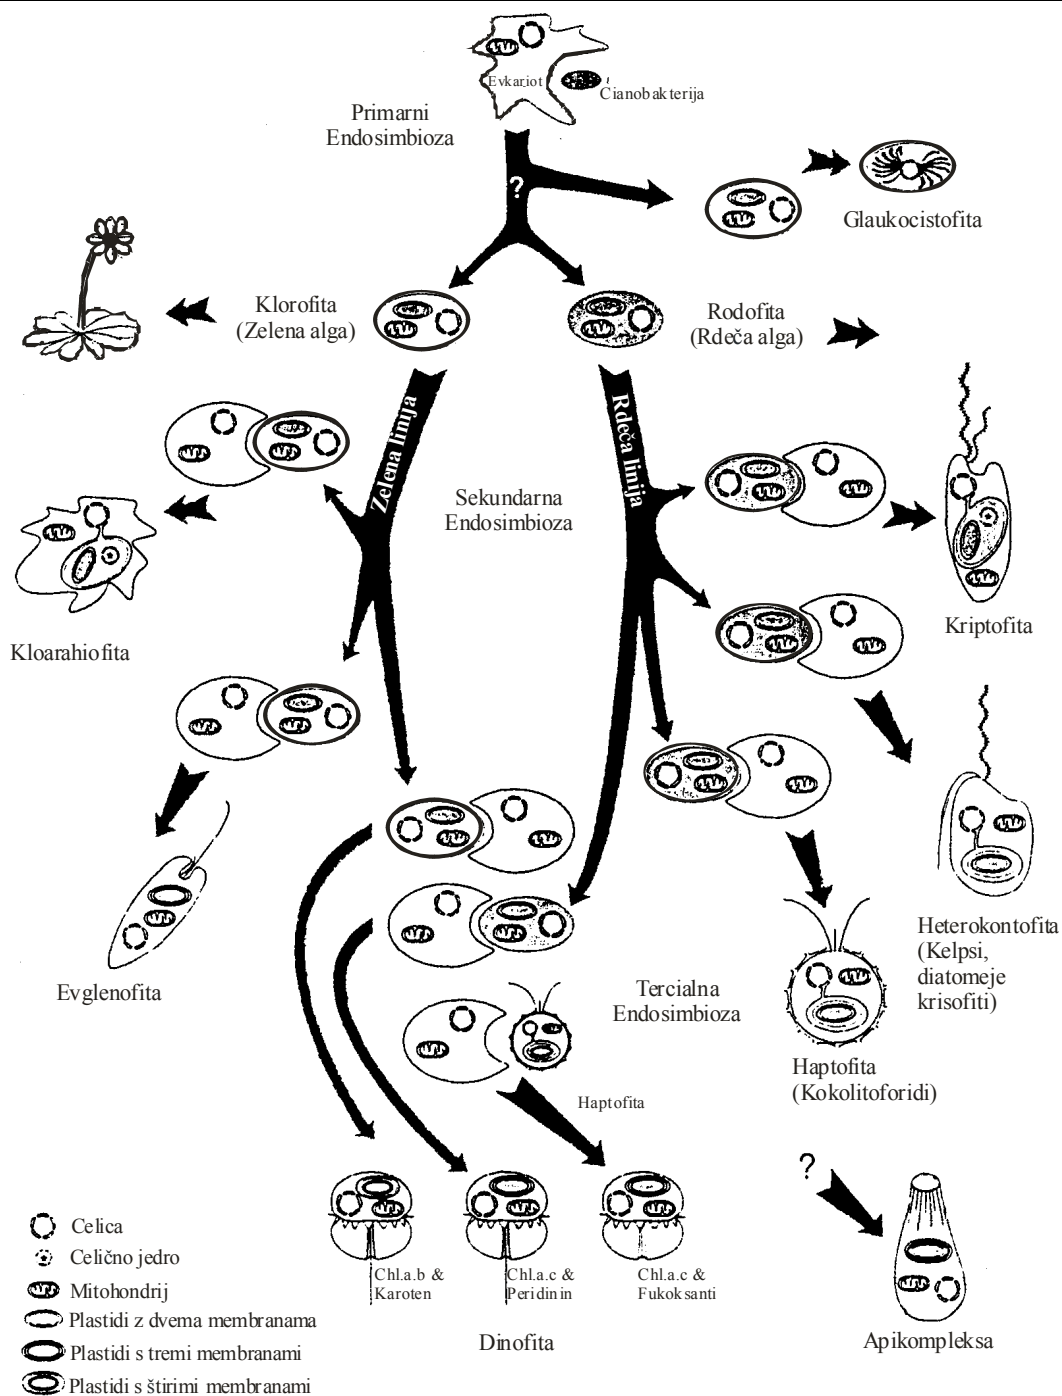 Evkariot
Cianobakterija
Primarni
Endosimbioza
?
Glaukocistofita
Klorofita
(Zelena alga)
Rodofita
(Rdeča alga)
Zelena linija
Rdeča linija
Sekundarna
Endosimbioza
Kloarahiofita
Kriptofita
Evglenofita
Heterokontofita
(Kelpsi,
diatomeje
krisofiti)
Tercialna
Endosimbioza
Haptofita
(Kokolitoforidi)
Haptofita
?
Chl.a.b &
Karoten
Chl.a.c &
Peridinin
Chl.a.c &
Fukoksanti
Dinofita
Apikompleksa
Celica
Celično jedro
Mitohondrij
Plastidi z dvema membranama
Plastidi s tremi membranami
Plastidi s štirimi membranami